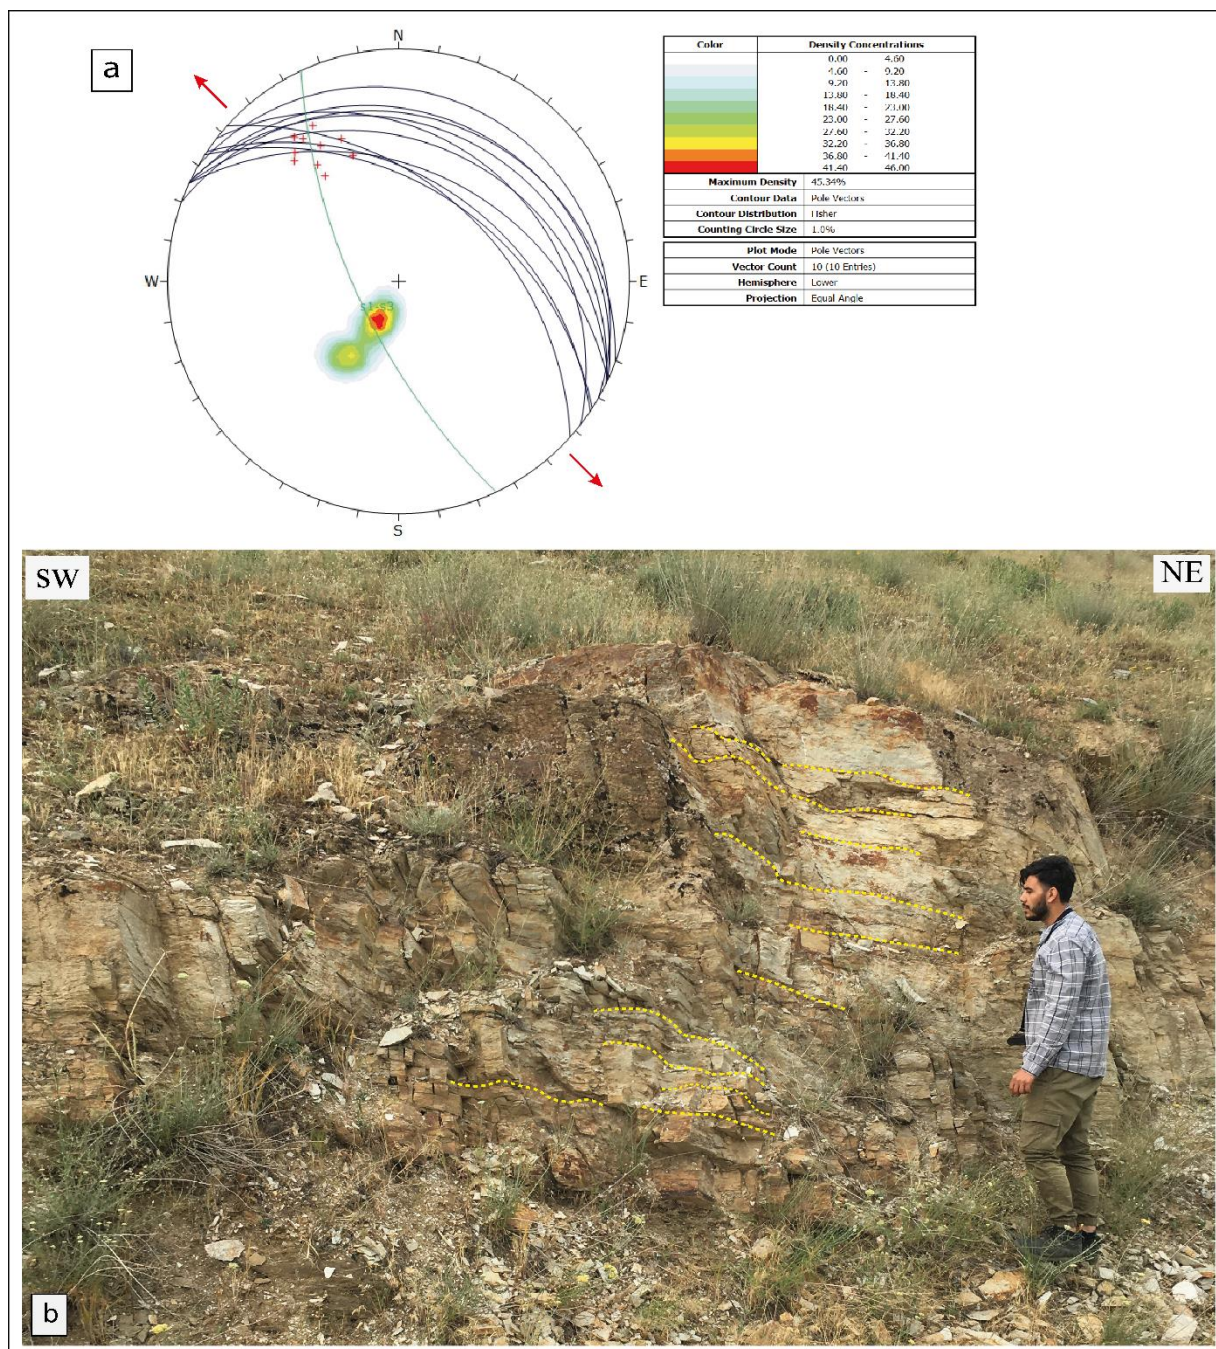 a
N
W
E
S
s1-s3
Color Density Concentrations
0.00 - 4.60
4.60 - 9.20
9.20 - 13.80
13.80 - 18.40
18.40 - 23.00
23.00 - 27.60
27.60 - 32.20
32.20 - 36.80
36.80 - 41.40
41.40 - 46.00
Maximum Density 45.34%
Contour Data Pole Vectors
Contour Distribution Fisher
Counting Circle Size 1.0%
Plot Mode Pole Vectors
Vector Count 10 (10 Entries)
Hemisphere Lower
Projection Equal Angle
SW
NE
b